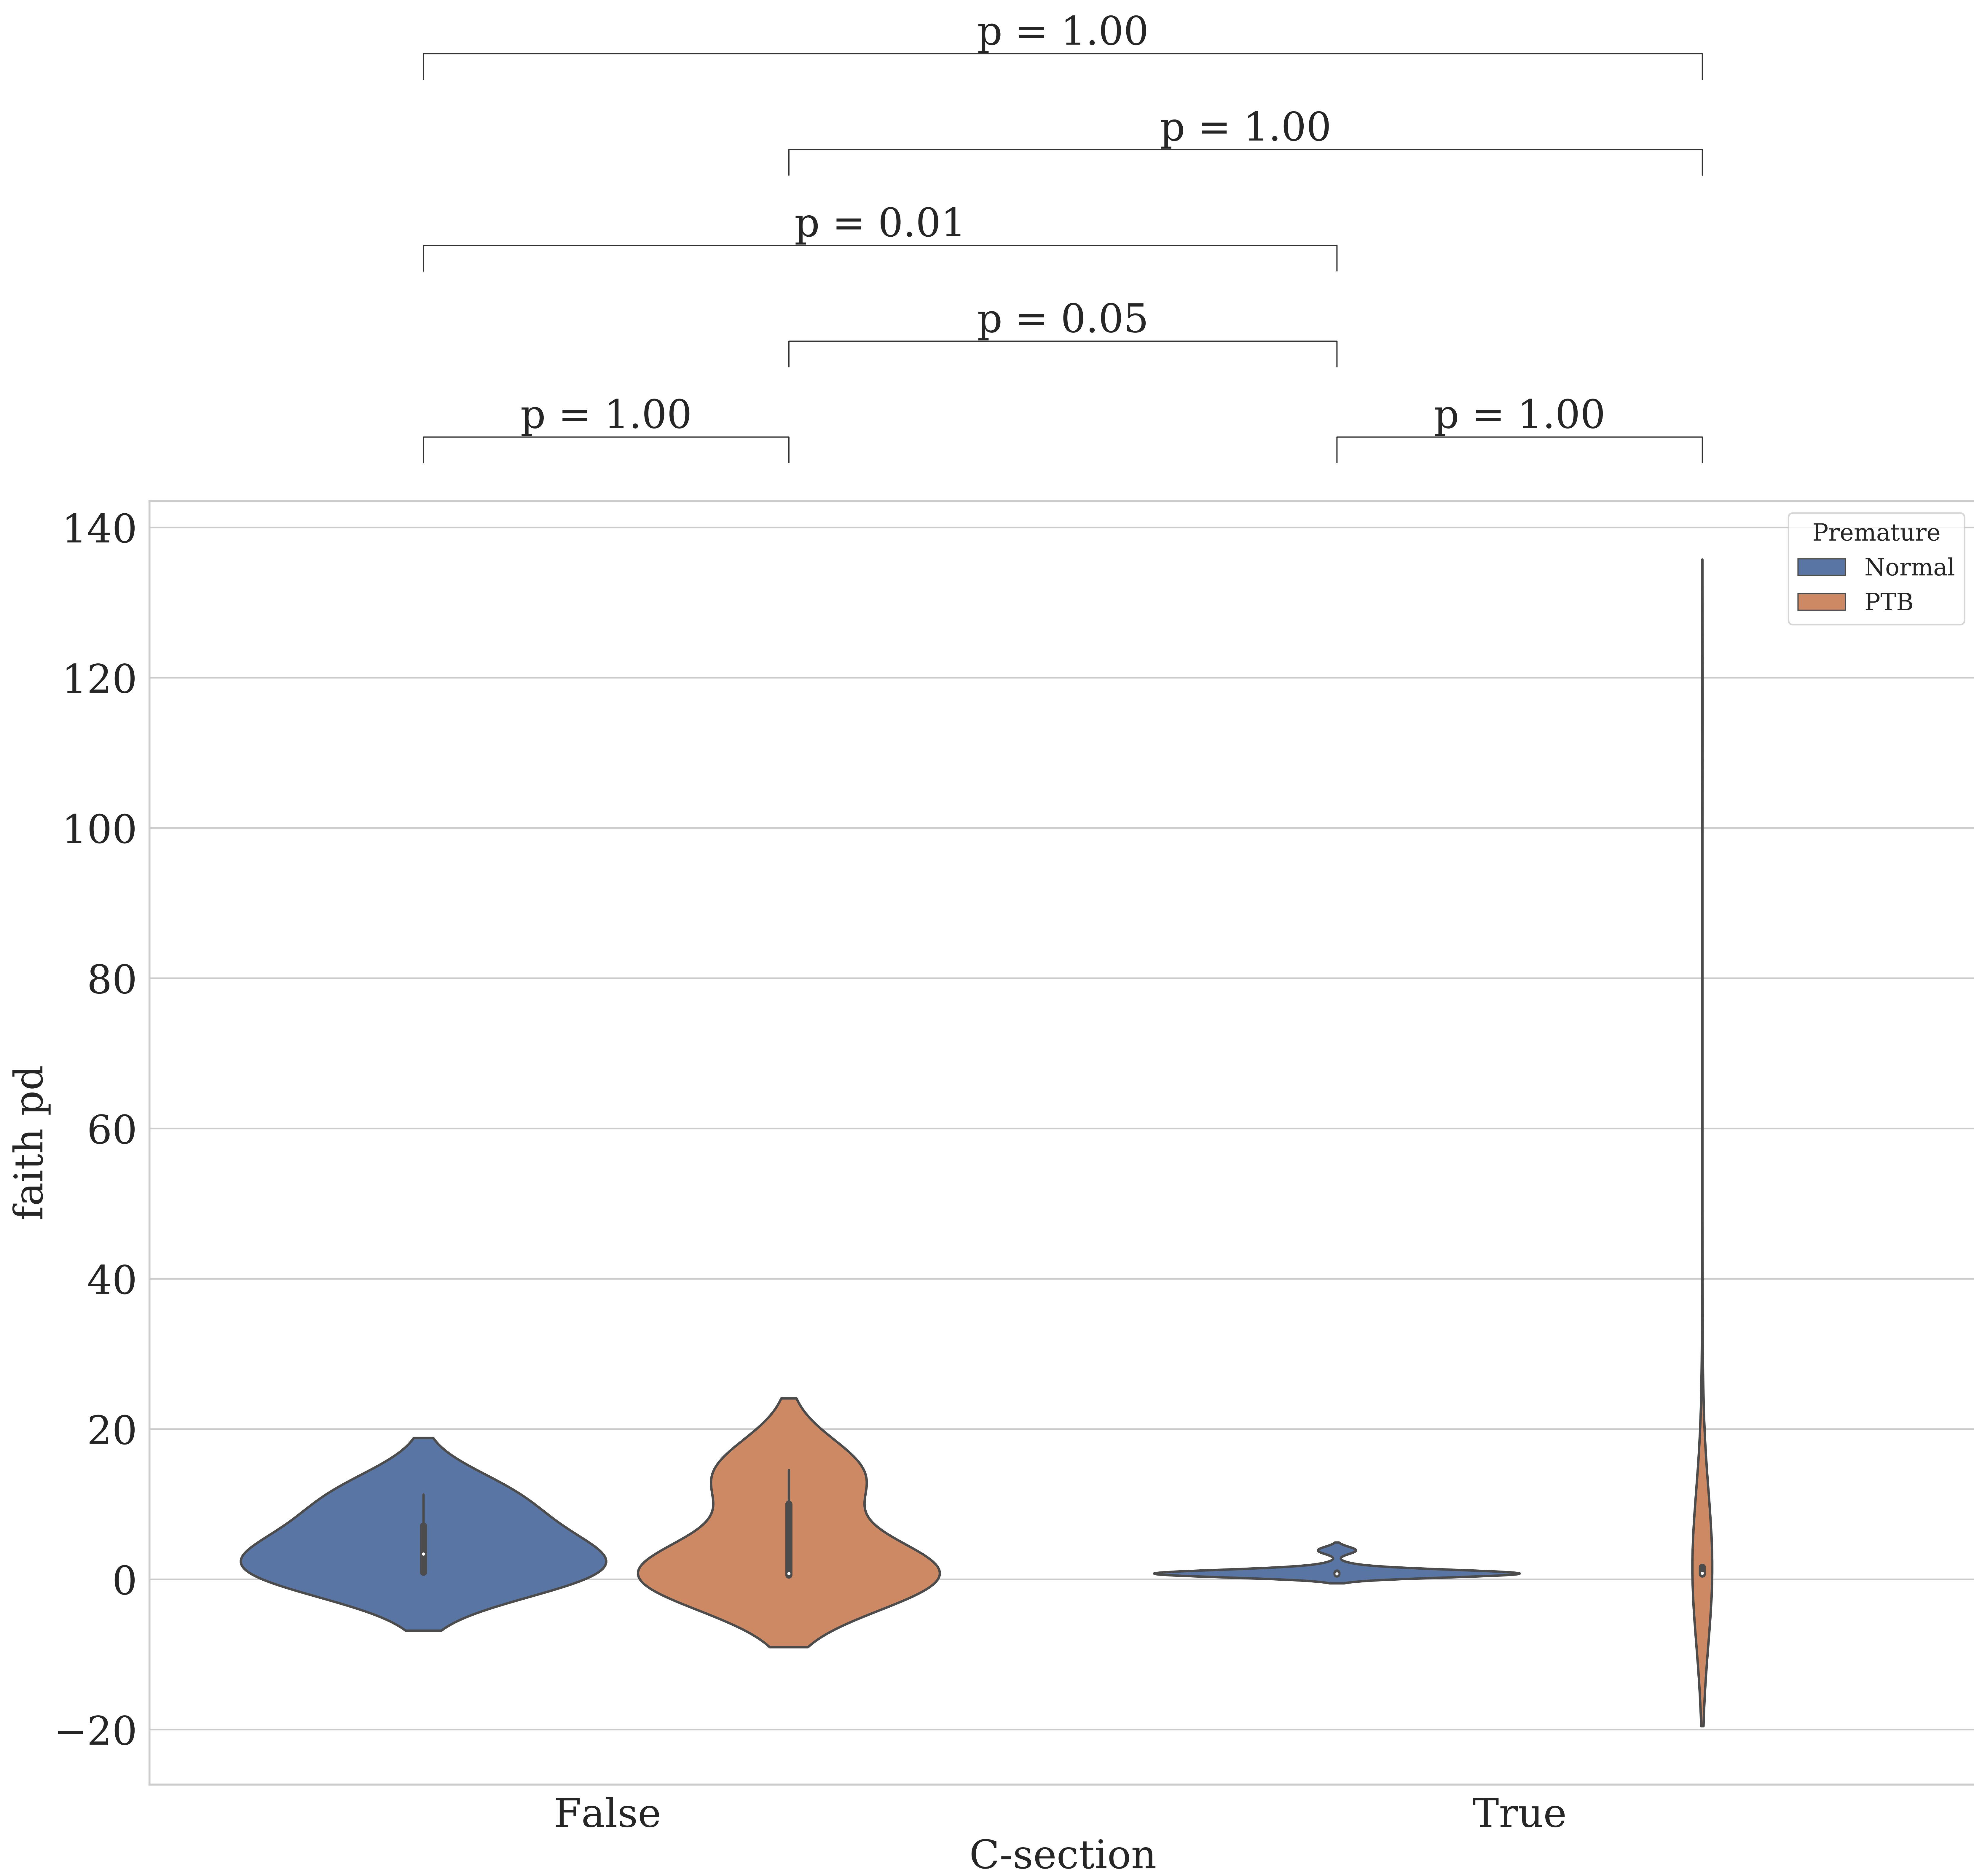 p = 1.00
p = 1.00
p = 0.01
p = 0.05
p = 1.00
p = 1.00
140
120
100
80
60
40
20
0
−20
faith pd
Premature
Normal
PTB
False
True
C-section